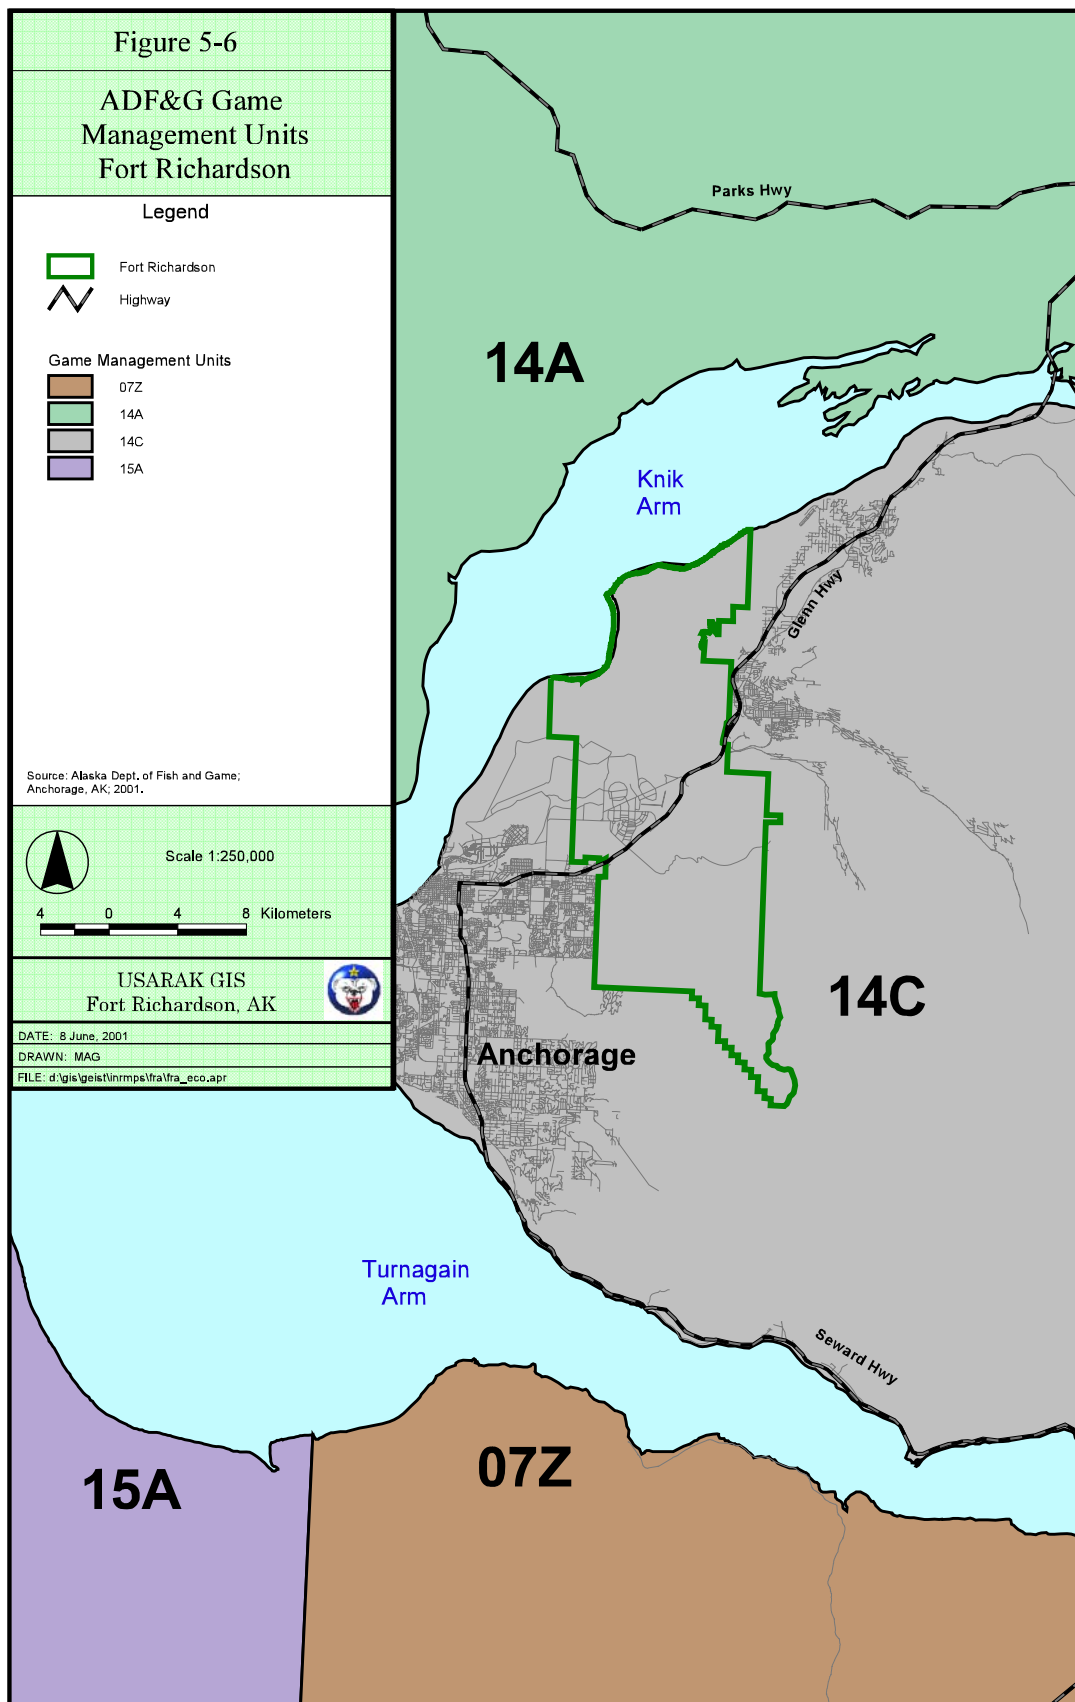 Figure 5-6
ADF&G Game
Management Units
Fort Richardson
Legend
Fort Richardson
Highway
Game Management Units
07Z
14A
14C
15A
Source: Alaska Dept. of Fish and Game;
Anchorage, AK; 2001.
Scale 1:250,000
4 0 4 8 Kilometers
USARAK GIS
Fort Richardson, AK
DATE: 8 June, 2001
DRAWN: MAG
FILE: d:\gis\geist\inrmps\fra\fra_eco.apr
Parks Hwy
14A
Knik
Arm
Glenn Hwy
14C
Anchorage
Turnagain
Arm
Seward Hwy
07Z
15A